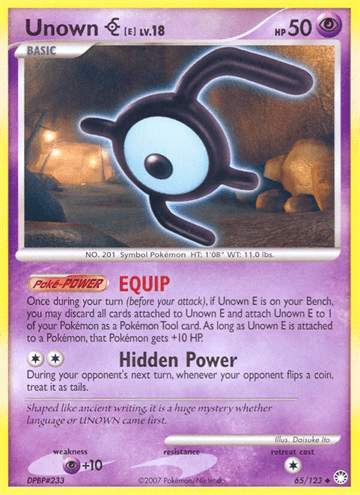 Unown [E] LV.18 HP 50
BASIC
NO. 201 Symbol Pokémon HT: 1'08" WT: 11.0 lbs.
Poké-POWER EQUIP
Once during your turn (before your attack), if Unown E is on your Bench,
you may discard all cards attached to Unown E and attach Unown E to 1
of your Pokémon as a Pokémon Tool card. As long as Unown E is attached
to a Pokémon, that Pokémon gets +10 HP.
Hidden Power
During your opponent's next turn, whenever your opponent flips a coin,
treat it as tails.
Shaped like ancient writing, it is a huge mystery whether
language or UNOWN came first.
Illus. Daisuke Ito
weakness resistance retreat cost
+10
DPBP#233 ©2007 Pokémon/Nintendo 65/123